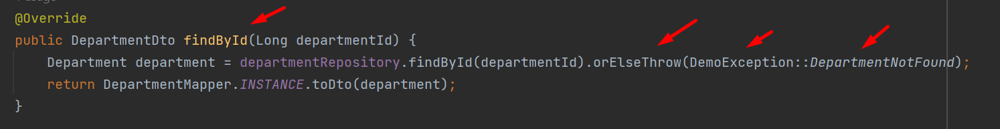 @Override
public DepartmentDto findById(Long departmentId) {
Department department = departmentRepository.findById(departmentId).orElseThrow(DemoException::DepartmentNotFound);
return DepartmentMapper.INSTANCE.toDto(department);
}